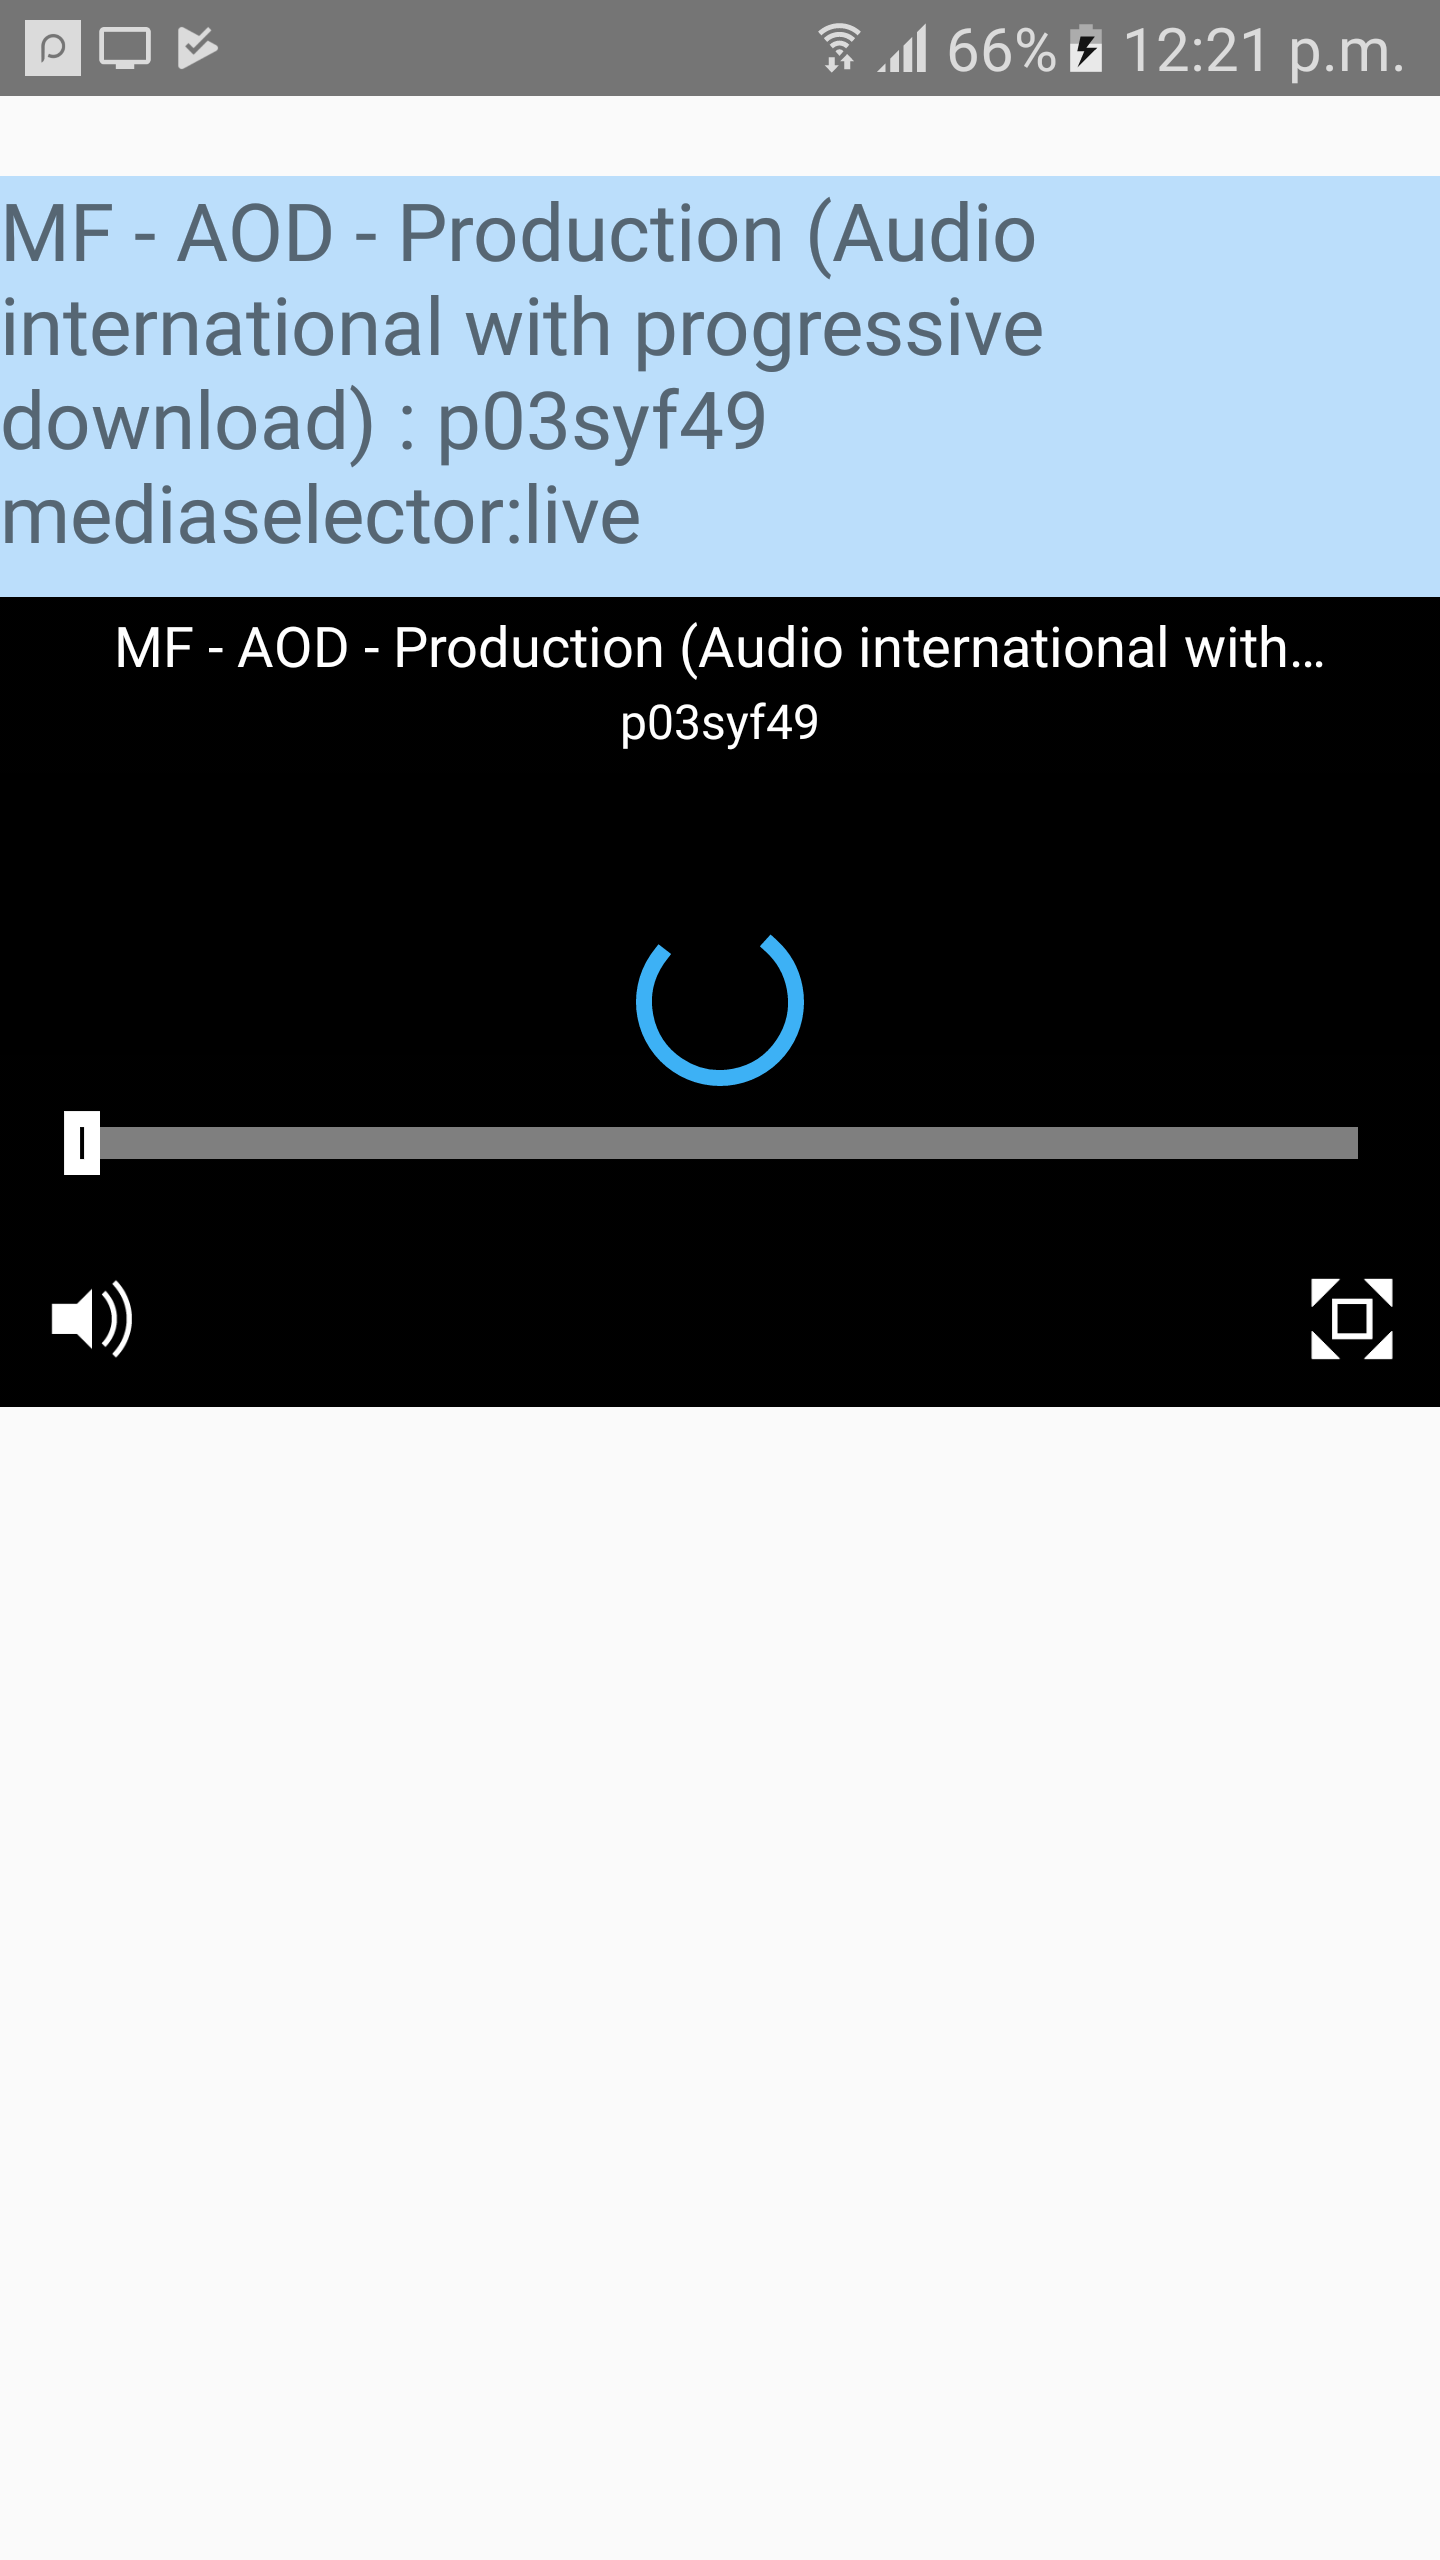 66% 12:21 p.m.
MF - AOD - Production (Audio
international with progressive
download) : p03syf49
mediaselector:live
MF - AOD - Production (Audio international with...
p03syf49